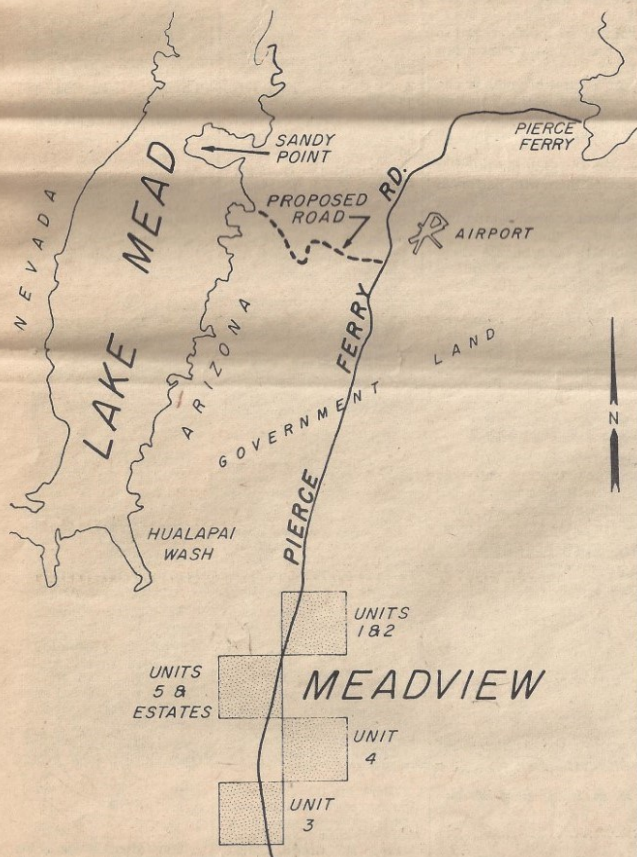 SANDY
POINT
PIERCE
FERRY
PROPOSED
ROAD
AIRPORT
NEVADA
LAKE MEAD
ARIZONA
PIERCE FERRY RD.
GOVERNMENT LAND
N
HUALAPAI
WASH
UNITS
1 & 2
UNITS
5 &
ESTATES
MEADVIEW
UNIT
4
UNIT
3